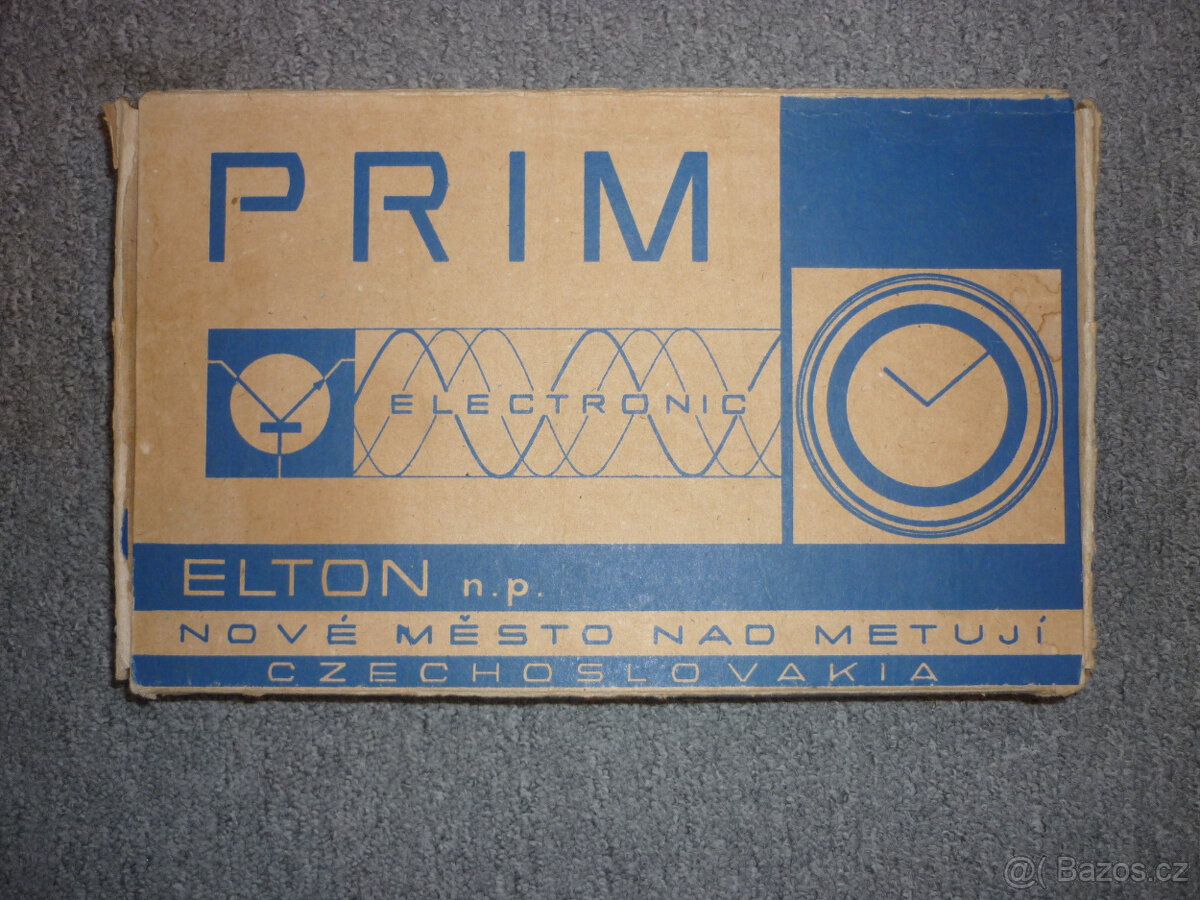 PRIM
ELECTRONIC
ELTON n.p.
NOVÉ MĚSTO NAD METUJÍ
CZECHOSLOVAKIA
@( Bazos.cz